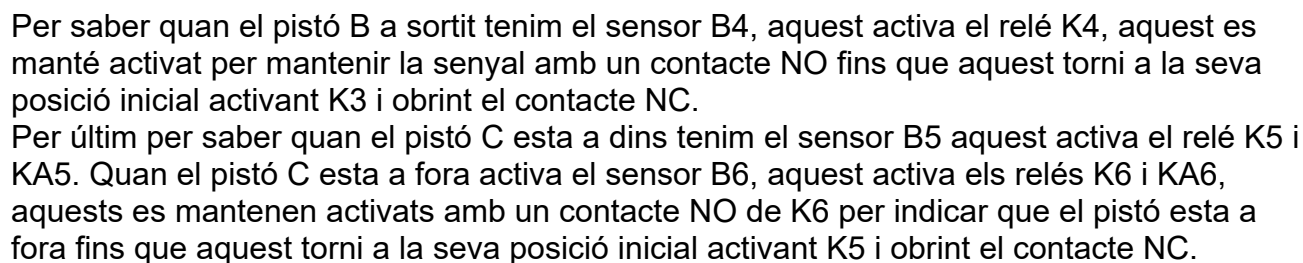 Per saber quan el pistó B a sortit tenim el sensor B4, aquest activa el relé K4, aquest es
manté activat per mantenir la senyal amb un contacte NO fins que aquest torni a la seva
posició inicial activant K3 i obrint el contacte NC.
Per últim per saber quan el pistó C esta a dins tenim el sensor B5 aquest activa el relé K5 i
KA5. Quan el pistó C esta a fora activa el sensor B6, aquest activa els relés K6 i KA6,
aquests es mantenen activats amb un contacte NO de K6 per indicar que el pistó esta a
fora fins que aquest torni a la seva posició inicial activant K5 i obrint el contacte NC.